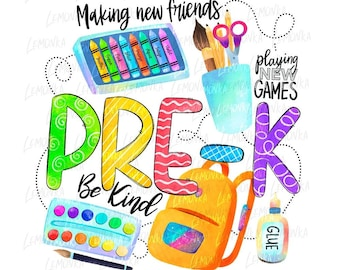 Making new friends
playing
NEW
GAMES
PRE K
Be Kind
GLUE